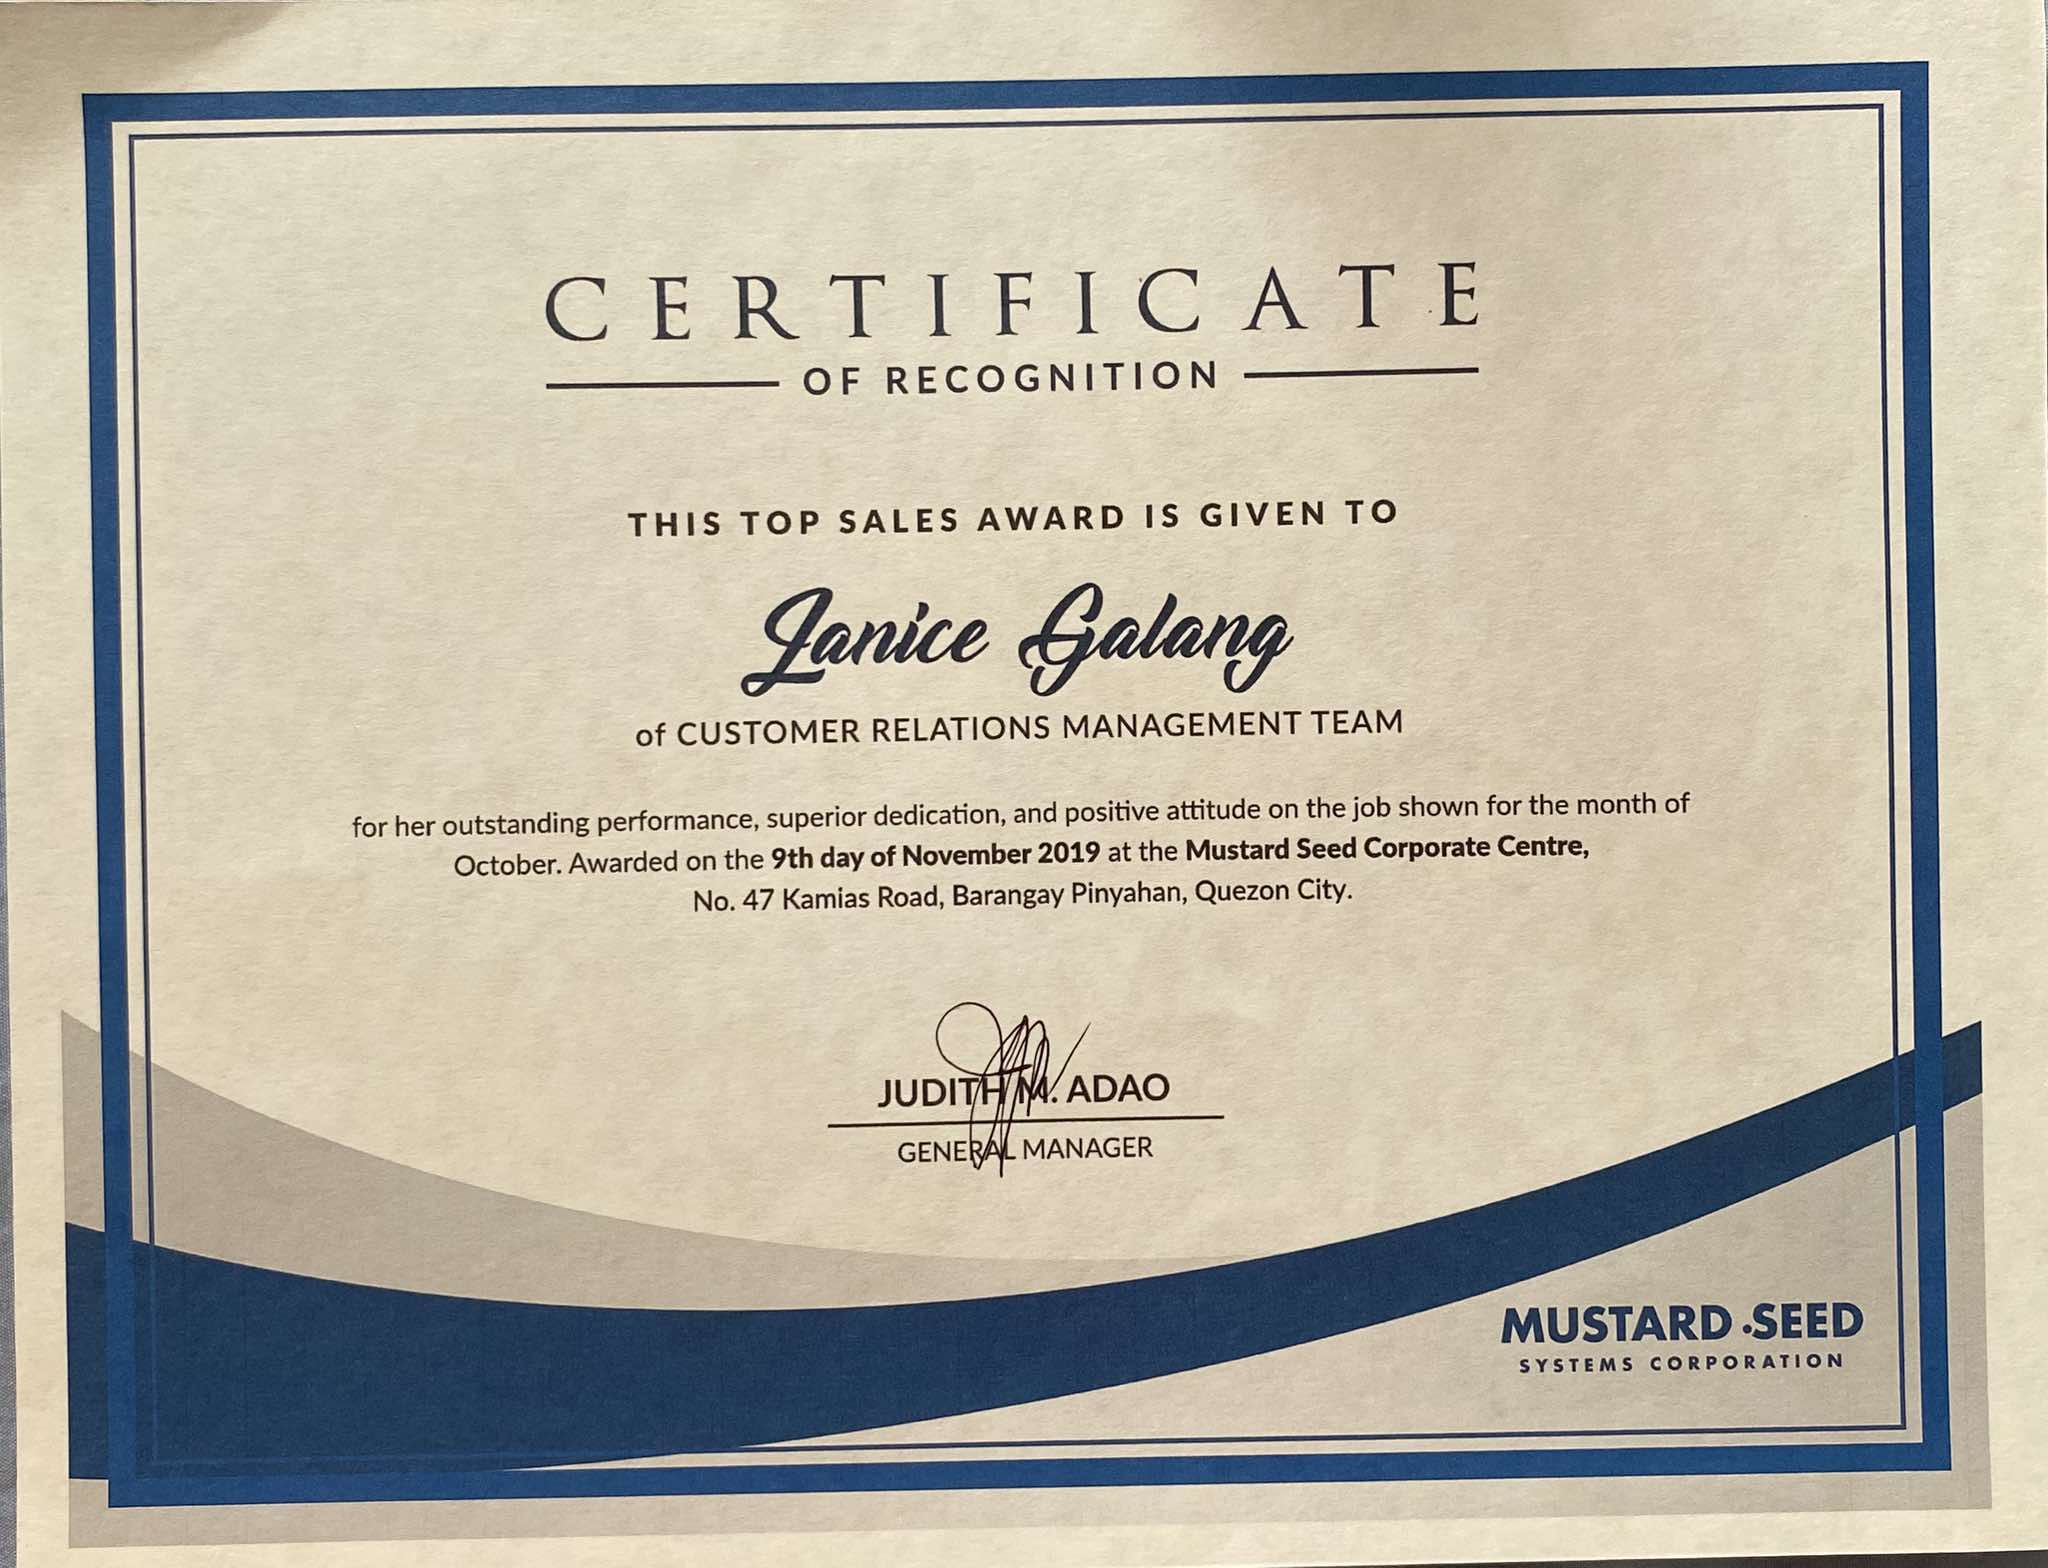 CERTIFICATE
OF RECOGNITION
THIS TOP SALES AWARD IS GIVEN TO
Janice Galang
of CUSTOMER RELATIONS MANAGEMENT TEAM
for her outstanding performance, superior dedication, and positive attitude on the job shown for the month of
October. Awarded on the 9th day of November 2019 at the Mustard Seed Corporate Centre,
No. 47 Kamias Road, Barangay Pinyahan, Quezon City.
JUDITH M. ADAO
GENERAL MANAGER
MUSTARD •SEED
SYSTEMS CORPORATION